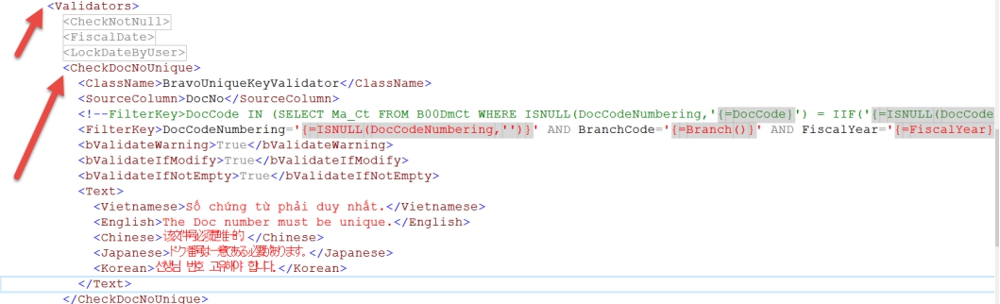 <Validators>
<CheckNotNull>
<FiscalDate>
<LockDateByUser>
<CheckDocNoUnique>
<ClassName>BravoUniqueKeyValidator</ClassName>
<SourceColumn>DocNo</SourceColumn>
<!--FilterKey>DocCode IN (SELECT Ma_Ct FROM B00DmCt WHERE ISNULL(DocCodeNumbering,'{=DocCode}') = IIF('{=ISNULL(DocCode
<FilterKey>DocCodeNumbering='{=ISNULL(DocCodeNumbering,'')}' AND BranchCode='{=Branch()}' AND FiscalYear='{=FiscalYear}
<bValidateWarning>True</bValidateWarning>
<bValidateIfModify>True</bValidateIfModify>
<bValidateIfNotEmpty>True</bValidateIfNotEmpty>
<Text>
<Vietnamese>Số chứng từ phải duy nhất.</Vietnamese>
<English>The Doc number must be unique.</English>
<Chinese>该文件号必须是唯一的</Chinese>
<Japanese>ドク番号は一意である必要があります。</Japanese>
<Korean>선생님 번호 고유해야 합니다.</Korean>
</Text>
</CheckDocNoUnique>